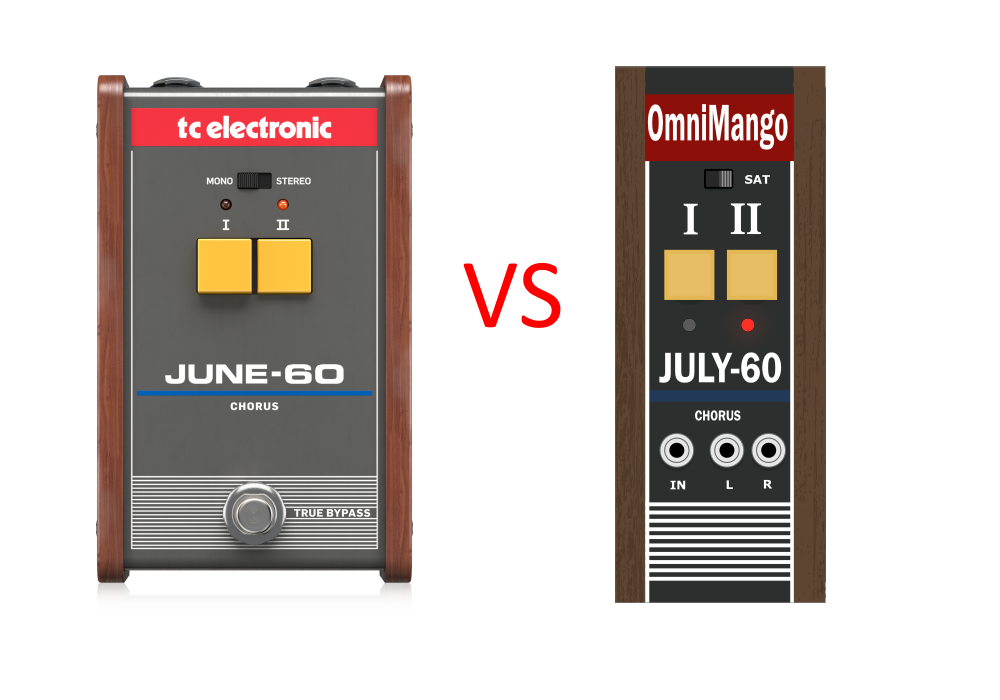 tc electronic
MONO STEREO
I II
JUNE-60
CHORUS
TRUE BYPASS
VS
OmniMango
SAT
I II
JULY-60
CHORUS
IN L R